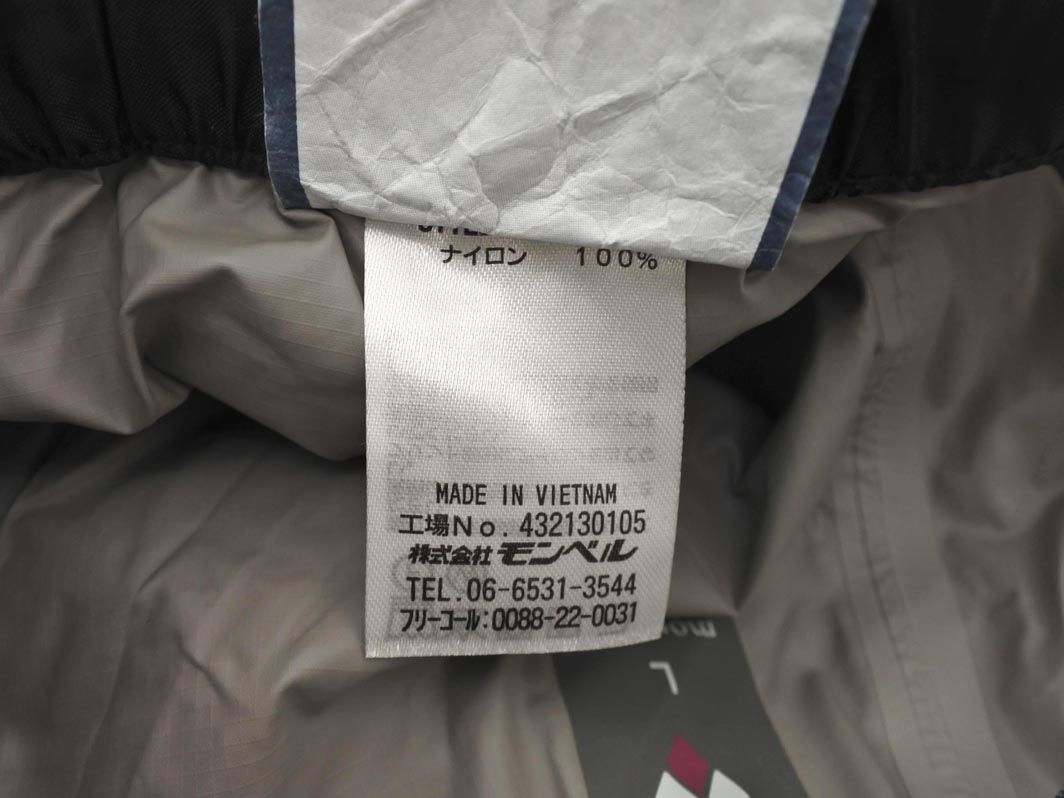 ナイロン 100%
MADE IN VIETNAM
工場No. 432130105
株式会社 モンベル
TEL. 06-6531-3544
フリーコール:0088-22-0031
L